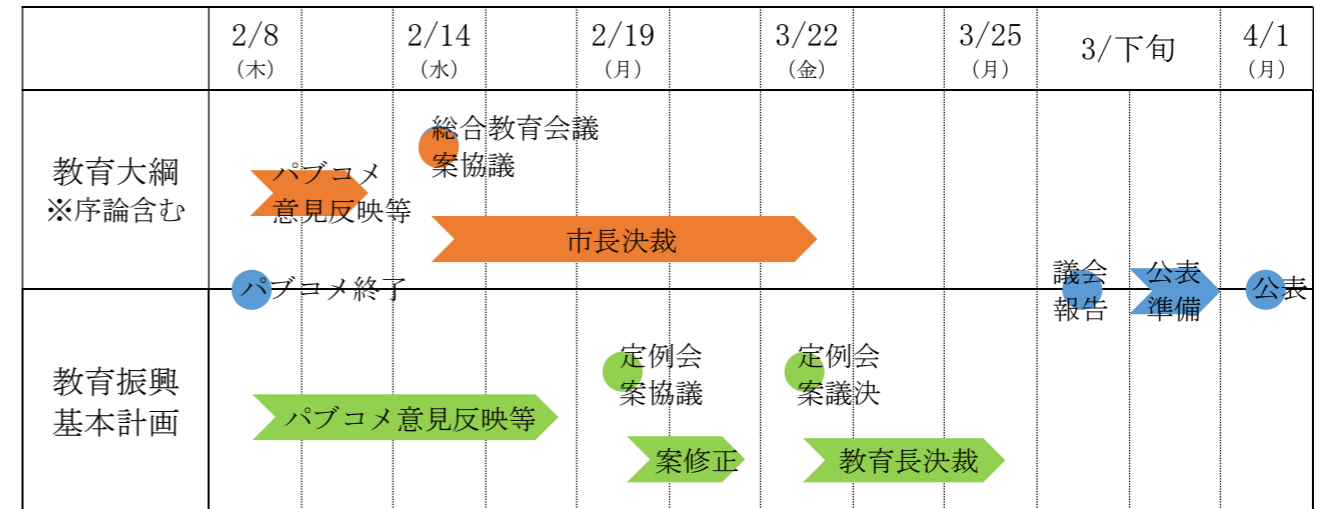 2/8 2/14 2/19 3/22 3/25 3/下旬 4/1
（木） （水） （月） （金） （月） （月）
教育大綱
※序論含む
総合教育会議
案協議
パブコメ
意見反映等
市長決裁
パブコメ終了
議会
報告
公表
準備
公表
教育振興
基本計画
定例会
案協議
定例会
案議決
パブコメ意見反映等
案修正
教育長決裁